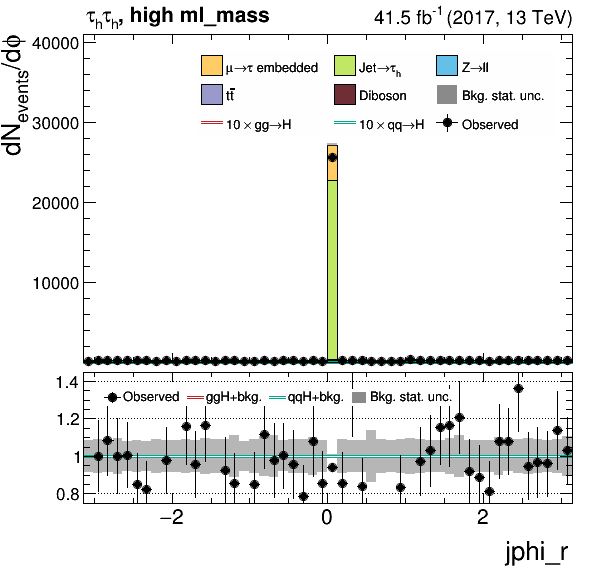 τhτh, high ml_mass
41.5 fb⁻¹ (2017, 13 TeV)
dNevents/dϕ
40000
30000
20000
10000
μ→τ embedded
Jet→τh
Z→ll
tt̄
Diboson
Bkg. stat. unc.
10 × gg→H
10 × qq→H
Observed
1.4
1.2
1
0.8
Observed
ggH+bkg.
qqH+bkg.
Bkg. stat. unc.
−2
0
2
jphi_r